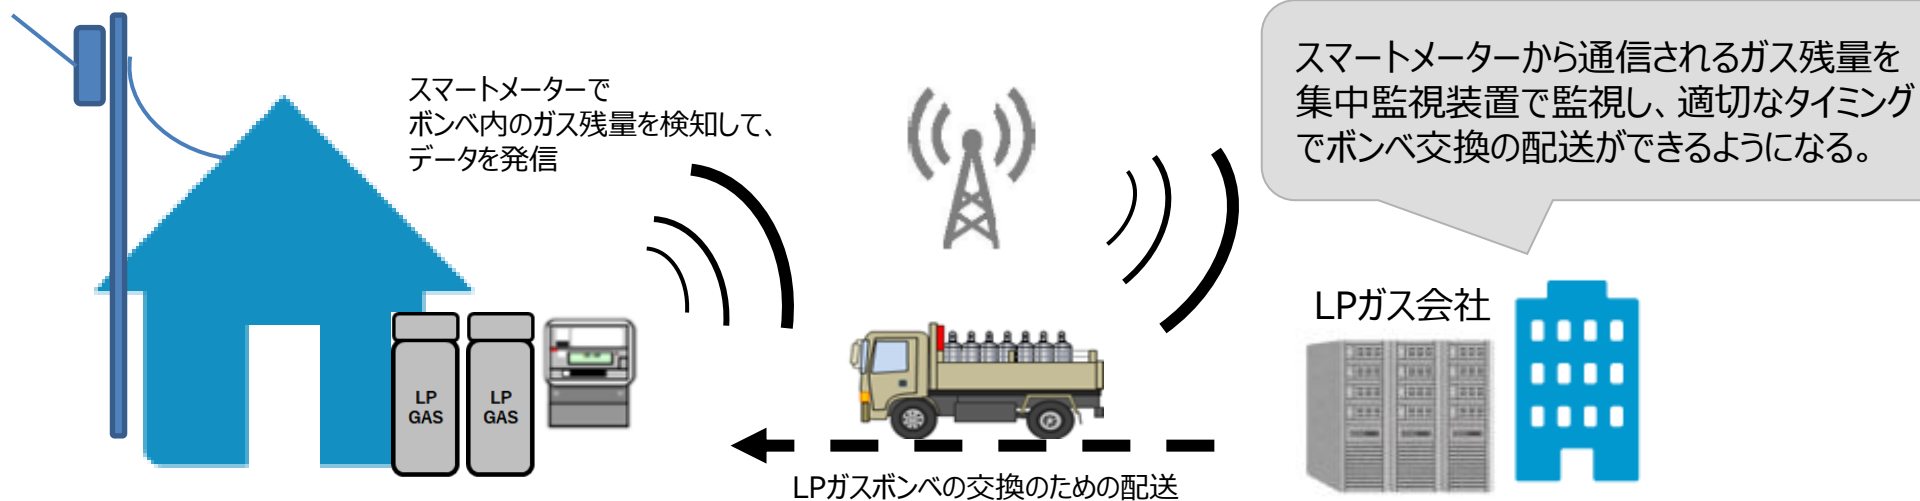 スマートメーターで
ボンベ内のガス残量を検知して、
データを発信
スマートメーターから通信されるガス残量を
集中監視装置で監視し、適切なタイミング
でボンベ交換の配送ができるようになる。
LPガス会社
LP
GAS
LP
GAS
LPガスボンベの交換のための配送